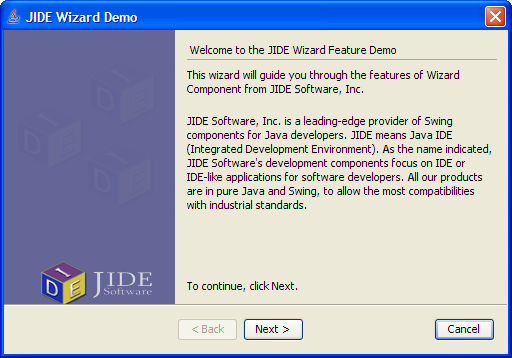 JIDE Wizard Demo
Welcome to the JIDE Wizard Feature Demo
This wizard will guide you through the features of Wizard
Component from JIDE Software, Inc.
JIDE Software, Inc. is a leading-edge provider of Swing
components for Java developers. JIDE means Java IDE
(Integrated Development Environment). As the name indicated,
JIDE Software's development components focus on IDE or
IDE-like applications for software developers. All our products
are in pure Java and Swing, to allow the most compatibilities
with industrial standards.
To continue, click Next.
I
D E
JIDE
Software
< Back
Next >
Cancel